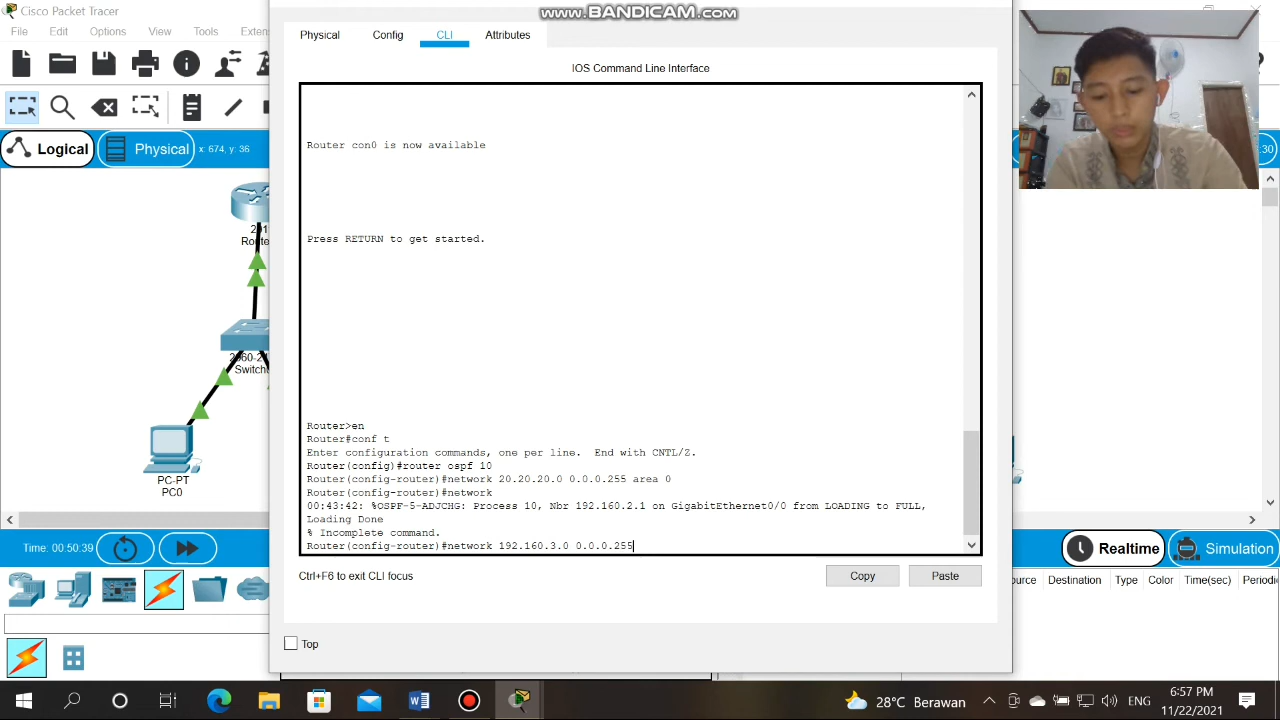 Cisco Packet Tracer
www.BANDICAM.com
File Edit Options View Tools Exten
Physical Config CLI Attributes
IOS Command Line Interface
Logical
Physical
x: 674, y: 36
:30
Router con0 is now available
Press RETURN to get started.
Router>en
Router#conf t
Enter configuration commands, one per line. End with CNTL/Z.
Router(config)#router ospf 10
Router(config-router)#network 20.20.20.0 0.0.0.255 area 0
Router(config-router)#network
00:43:42: %OSPF-5-ADJCHG: Process 10, Nbr 192.160.2.1 on GigabitEthernet0/0 from LOADING to FULL,
Loading Done
% Incomplete command.
Router(config-router)#network 192.160.3.0 0.0.0.255
PC-PT
PC0
Ctrl+F6 to exit CLI focus
Copy
Paste
Top
Time: 00:50:39
Realtime
Simulation
ource Destination Type Color Time(sec) Periodi
28°C Berawan
ENG
6:57 PM
11/22/2021